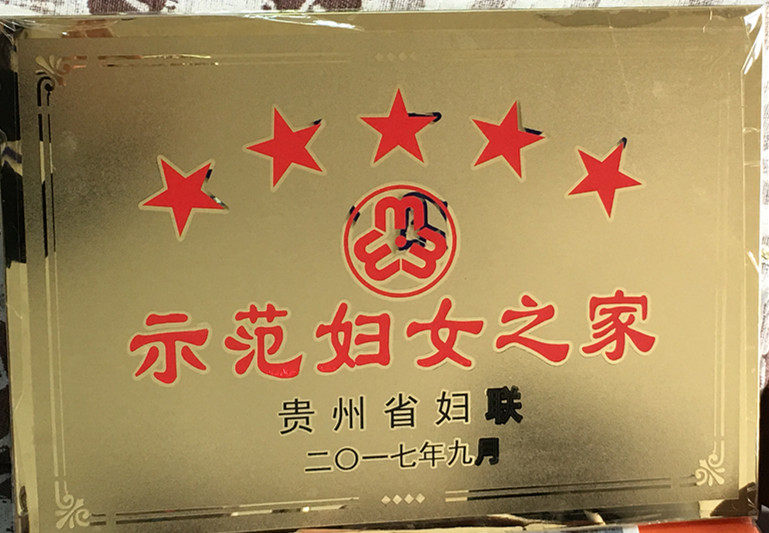 示范妇女之家
贵州省妇联
二〇一七年九月